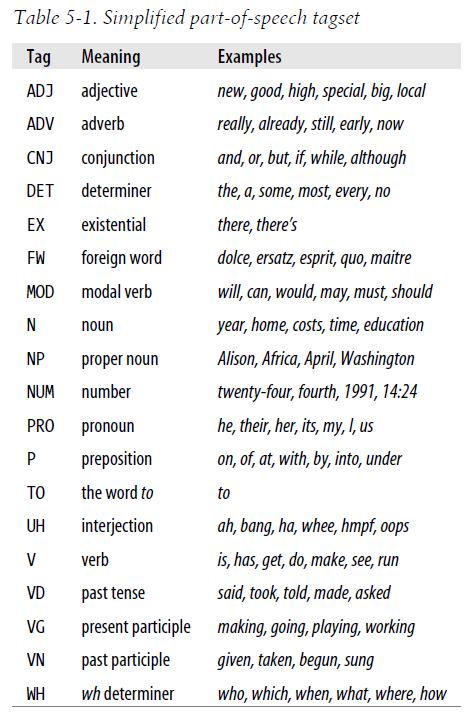 Table 5-1. Simplified part-of-speech tagset
Tag Meaning Examples
ADJ adjective new, good, high, special, big, local
ADV adverb really, already, still, early, now
CNJ conjunction and, or, but, if, while, although
DET determiner the, a, some, most, every, no
EX existential there, there’s
FW foreign word dolce, ersatz, esprit, quo, maitre
MOD modal verb will, can, would, may, must, should
N noun year, home, costs, time, education
NP proper noun Alison, Africa, April, Washington
NUM number twenty-four, fourth, 1991, 14:24
PRO pronoun he, their, her, its, my, I, us
P preposition on, of, at, with, by, into, under
TO the word to to
UH interjection ah, bang, ha, whee, hmpf, oops
V verb is, has, get, do, make, see, run
VD past tense said, took, told, made, asked
VG present participle making, going, playing, working
VN past participle given, taken, begun, sung
WH wh determiner who, which, when, what, where, how